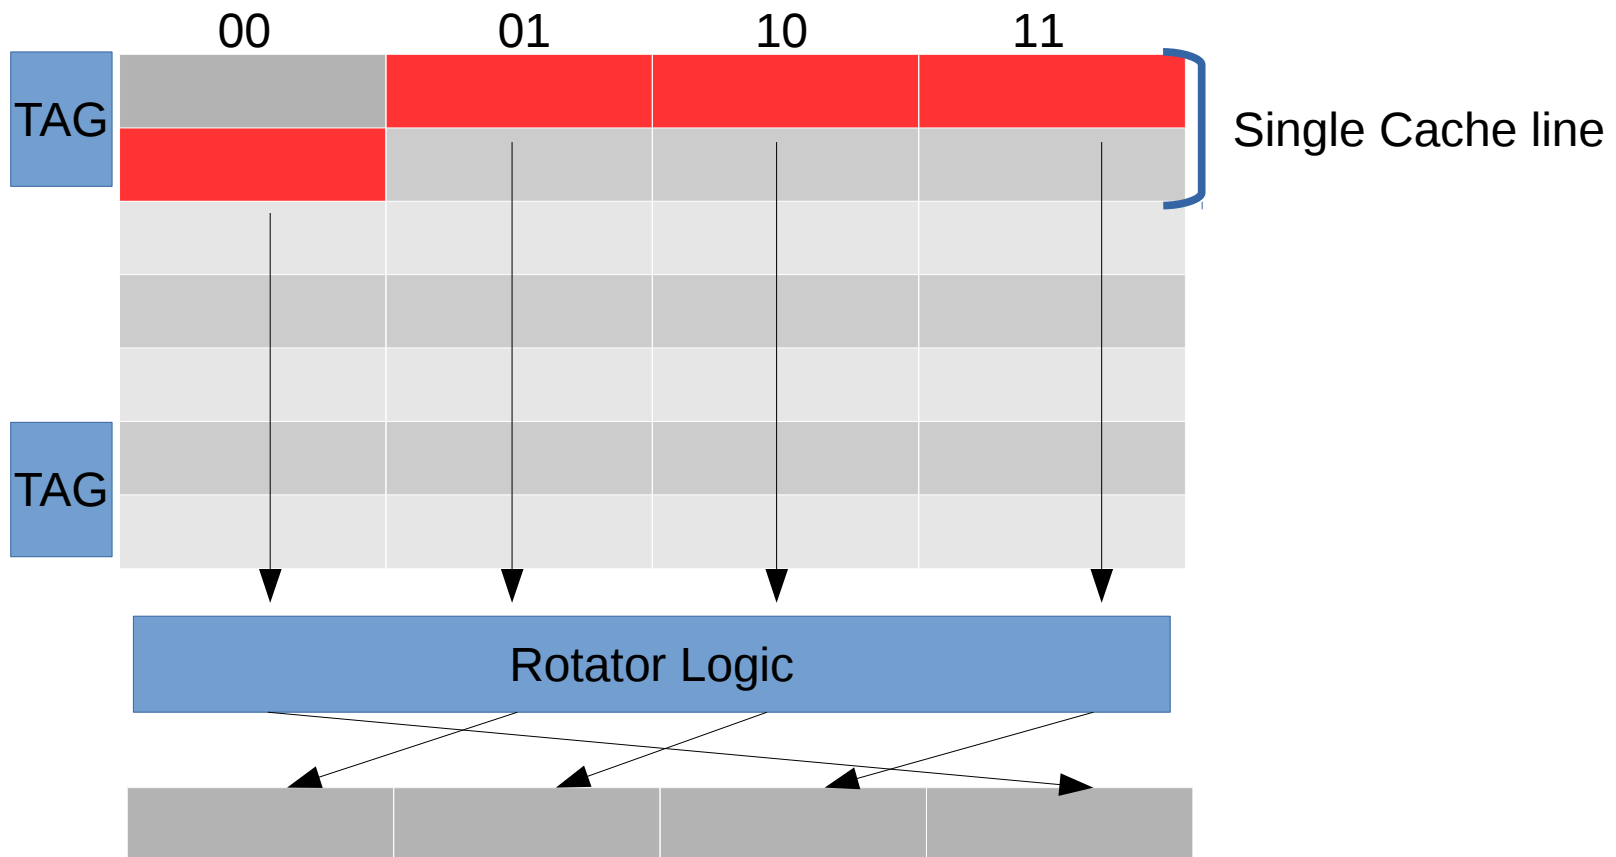 00 01 10 11
TAG
Single Cache line
TAG
Rotator Logic